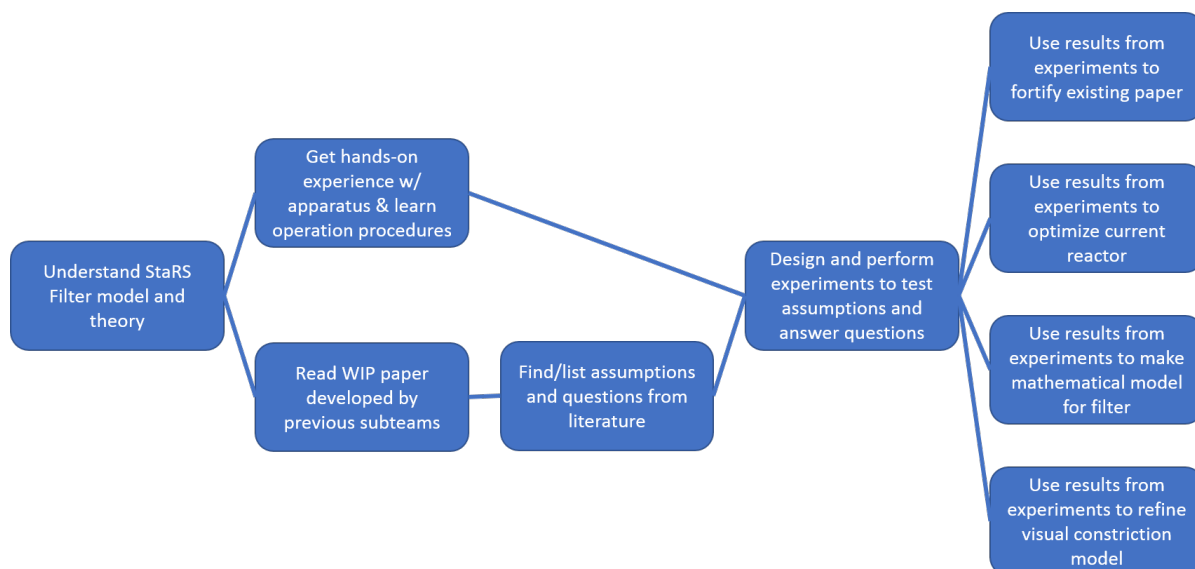 Understand StaRS
Filter model and
theory
Get hands-on
experience w/
apparatus & learn
operation procedures
Read WIP paper
developed by
previous subteams
Find/list assumptions
and questions from
literature
Design and perform
experiments to test
assumptions and
answer questions
Use results from
experiments to
fortify existing paper
Use results from
experiments to
optimize current
reactor
Use results from
experiments to make
mathematical model
for filter
Use results from
experiments to refine
visual constriction
model